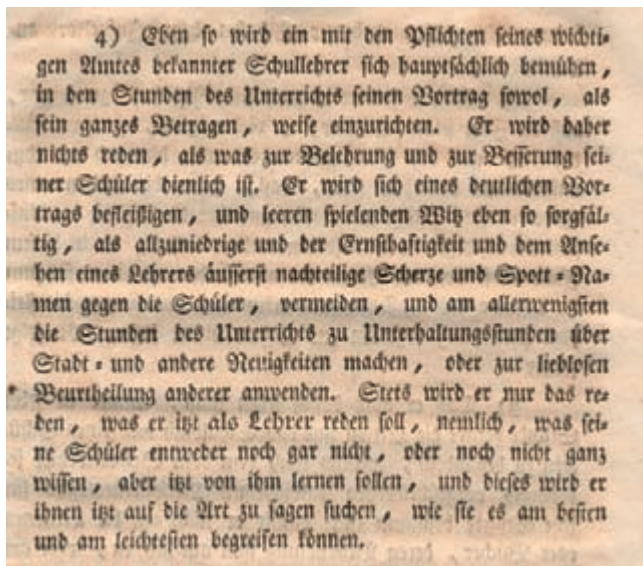 4) Eben so wird ein mit den Pflichten seines wichti-
gen Amtes bekannter Schullehrer sich hauptsächlich bemühen,
in den Stunden des Unterrichts seinen Vortrag sowol, als
sein ganzes Betragen, weise einzurichten. Er wird daher
nichts reden, als was zur Belehrung und zur Besserung sei-
ner Schüler dienlich ist. Er wird sich eines deutlichen Vor-
trags befleißigen, und leeren spielenden Witz eben so sorgfäl-
tig, als allzuniedrige und der Ernsthaftigkeit und dem Anse-
hen eines Lehrers äusserst nachteilige Scherze und Spott-Na-
men gegen die Schüler, vermeiden, und am allerwenigsten
die Stunden des Unterrichts zu Unterhaltungsstunden über
Stadt- und andere Neuigkeiten machen, oder zur lieblosen
Beurtheilung anderer anwenden. Stets wird er nur das re-
den, was er itzt als Lehrer reden soll, nemlich, was sei-
ne Schüler entweder noch gar nicht, oder noch nicht ganz
wissen, aber itzt von ihm lernen sollen, und dieses wird er
ihnen itzt auf die Art zu sagen suchen, wie sie es am besten
und am leichtesten begreifen können.